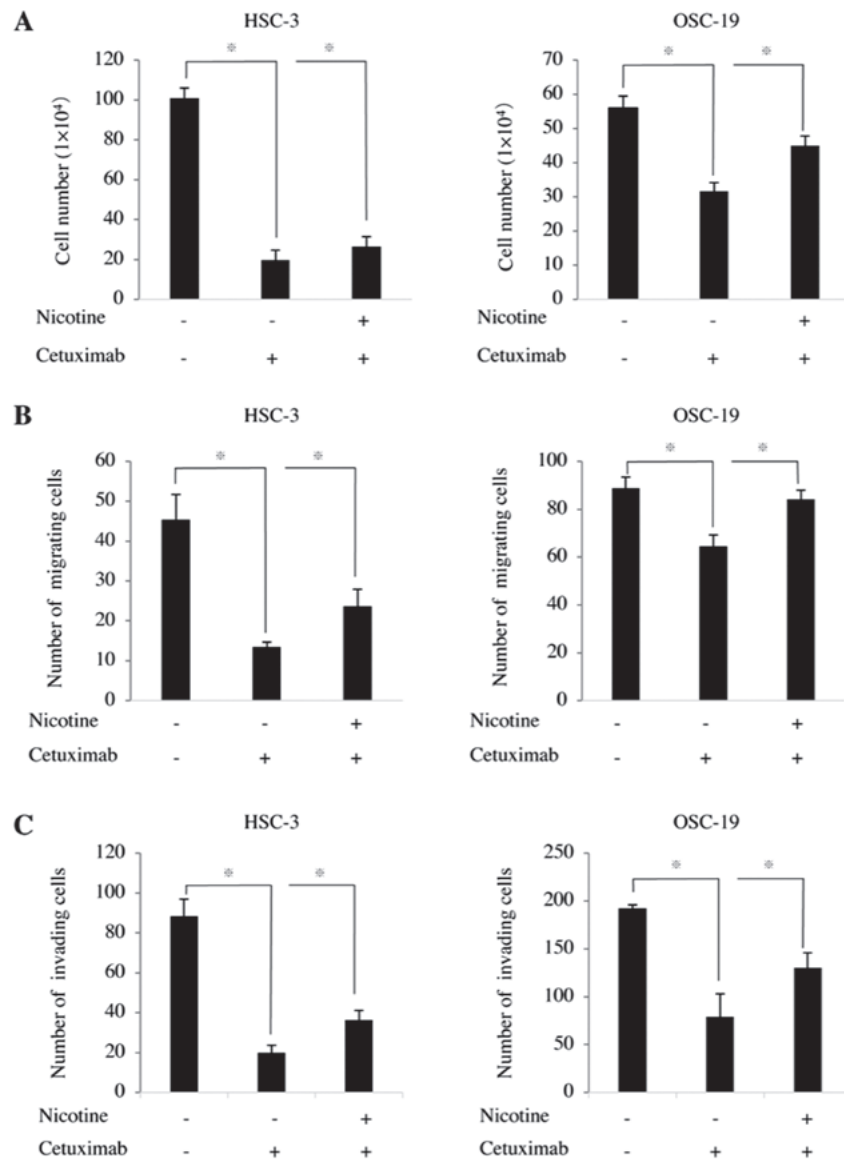 A
HSC-3
OSC-19
Cell number (1×10⁴)
120
100
80
60
40
20
0
※ ※
Nicotine - - +
Cetuximab - + +
Cell number (1×10⁴)
70
60
50
40
30
20
10
0
※ ※
Nicotine - - +
Cetuximab - + +
B
HSC-3
OSC-19
Number of migrating cells
60
50
40
30
20
10
0
※ ※
Nicotine - - +
Cetuximab - + +
Number of migrating cells
100
80
60
40
20
0
※ ※
Nicotine - - +
Cetuximab - + +
C
HSC-3
OSC-19
Number of invading cells
120
100
80
60
40
20
0
※ ※
Nicotine - - +
Cetuximab - + +
Number of invading cells
250
200
150
100
50
0
※ ※
Nicotine - - +
Cetuximab - + +